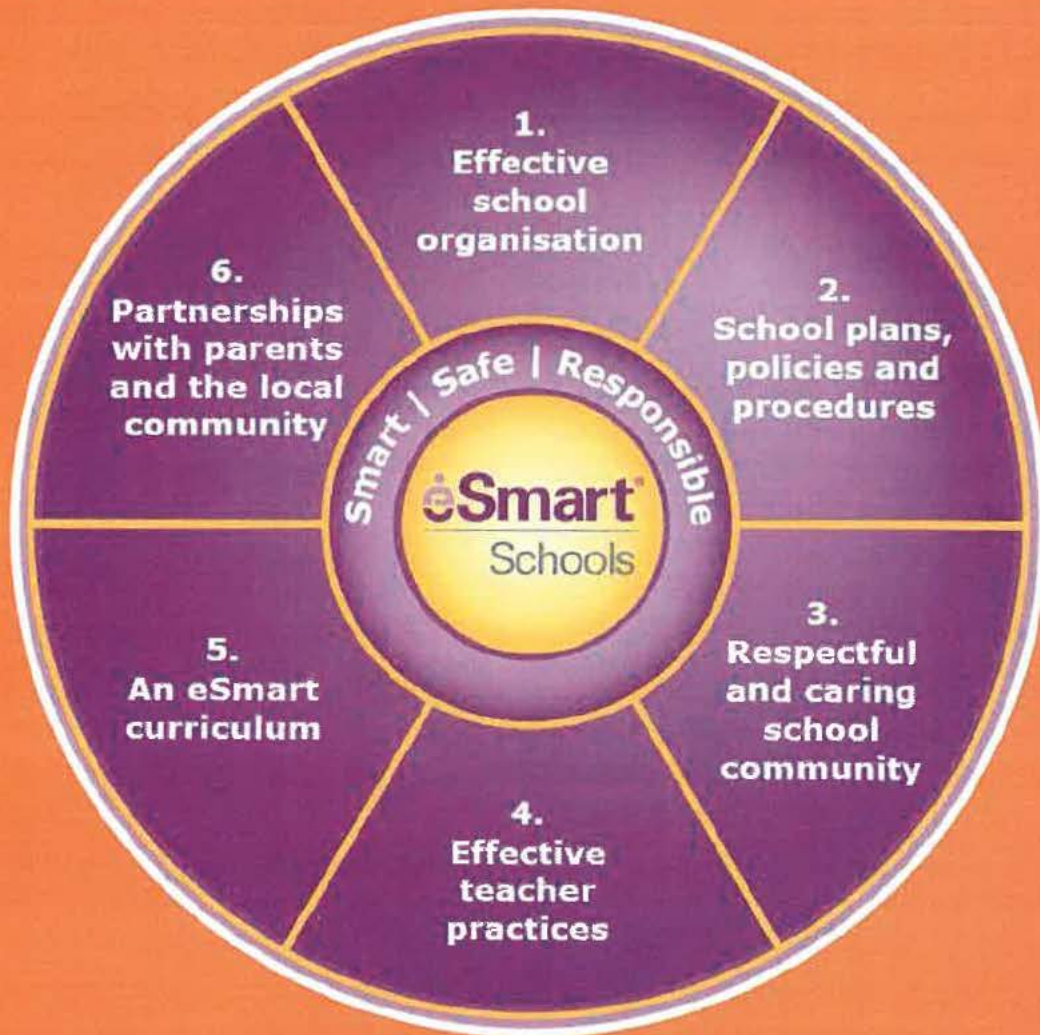 1.
Effective
school
organisation
2.
School plans,
policies and
procedures
3.
Respectful
and caring
school
community
4.
Effective
teacher
practices
5.
An eSmart
curriculum
6.
Partnerships
with parents
and the local
community
Smart | Safe | Responsible
eSmart
Schools